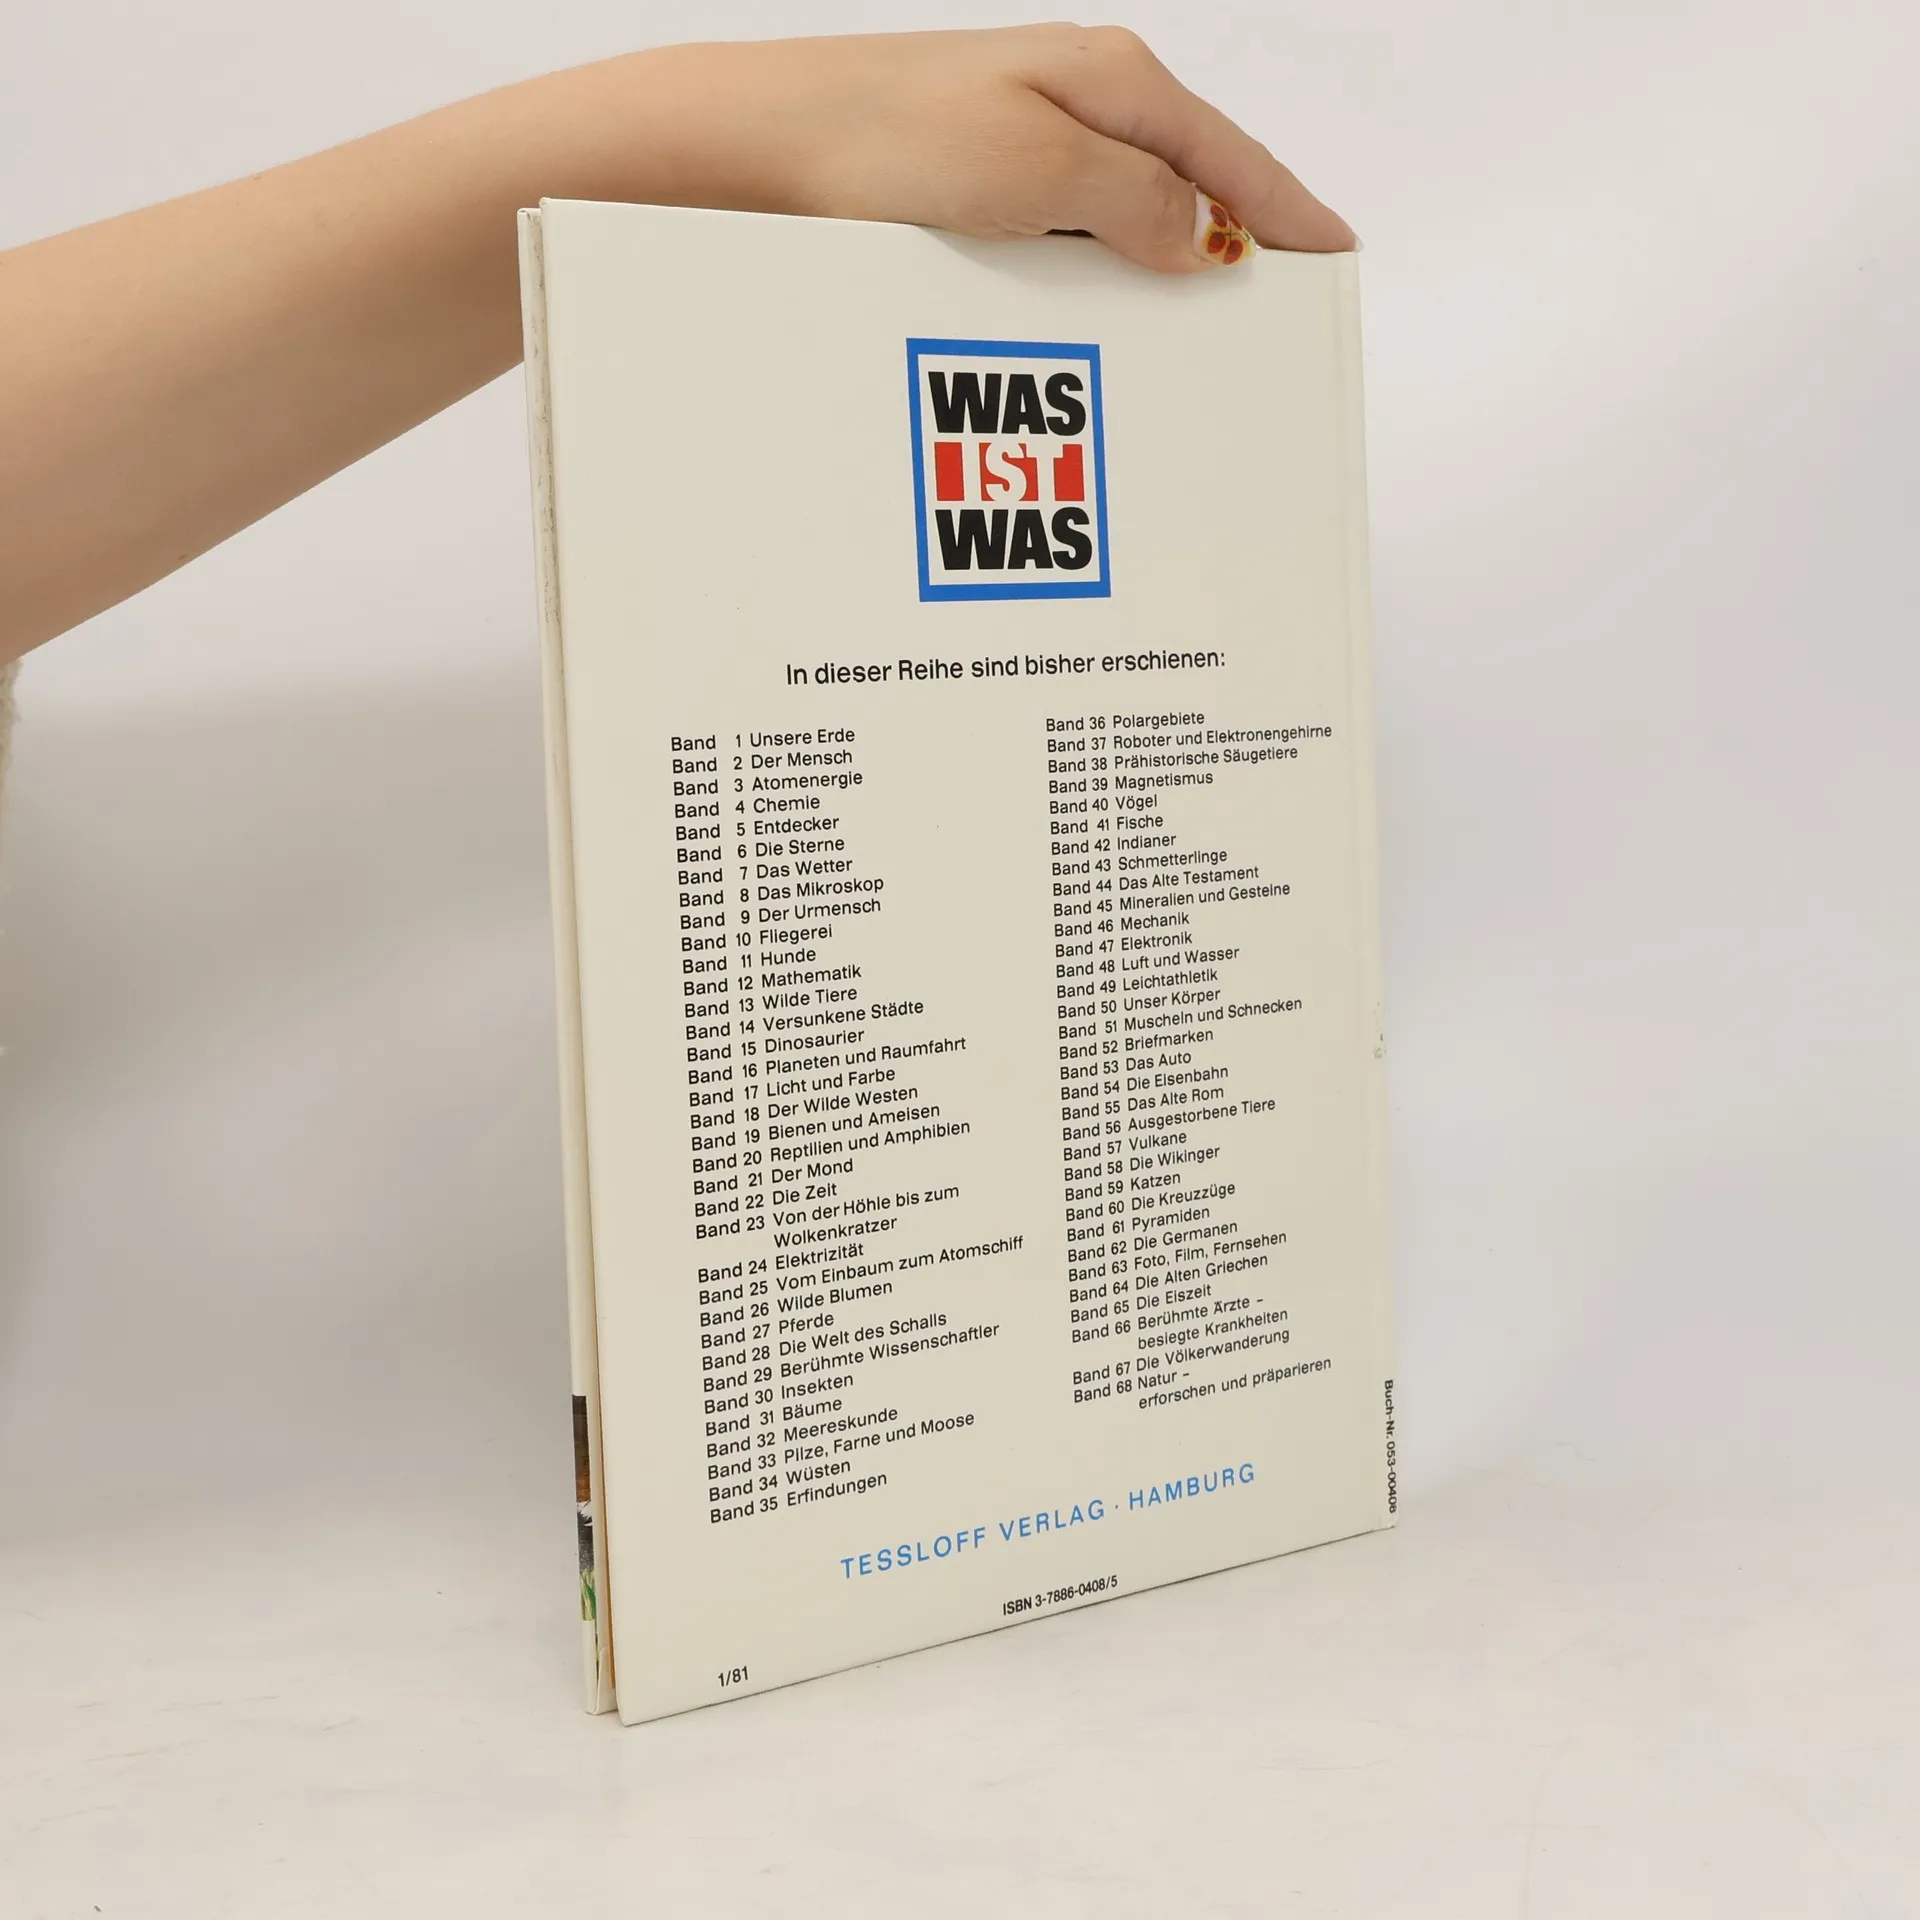 WAS
IST
WAS
In dieser Reihe sind bisher erschienen:
Band 1 Unsere Erde
Band 2 Der Mensch
Band 3 Atomenergie
Band 4 Chemie
Band 5 Entdecker
Band 6 Die Sterne
Band 7 Das Wetter
Band 8 Das Mikroskop
Band 9 Der Urmensch
Band 10 Fliegerei
Band 11 Hunde
Band 12 Mathematik
Band 13 Wilde Tiere
Band 14 Versunkene Städte
Band 15 Dinosaurier
Band 16 Planeten und Raumfahrt
Band 17 Licht und Farbe
Band 18 Der Wilde Westen
Band 19 Bienen und Ameisen
Band 20 Reptilien und Amphibien
Band 21 Der Mond
Band 22 Die Zeit
Band 23 Von der Höhle bis zum
Wolkenkratzer
Band 24 Elektrizität
Band 25 Vom Einbaum zum Atomschiff
Band 26 Wilde Blumen
Band 27 Pferde
Band 28 Die Welt des Schalls
Band 29 Berühmte Wissenschaftler
Band 30 Insekten
Band 31 Bäume
Band 32 Meereskunde
Band 33 Pilze, Farne und Moose
Band 34 Wüsten
Band 35 Erfindungen
Band 36 Polargebiete
Band 37 Roboter und Elektronengehirne
Band 38 Prähistorische Säugetiere
Band 39 Magnetismus
Band 40 Vögel
Band 41 Fische
Band 42 Indianer
Band 43 Schmetterlinge
Band 44 Das Alte Testament
Band 45 Mineralien und Gesteine
Band 46 Mechanik
Band 47 Elektronik
Band 48 Luft und Wasser
Band 49 Leichtathletik
Band 50 Unser Körper
Band 51 Muscheln und Schnecken
Band 52 Briefmarken
Band 53 Das Auto
Band 54 Die Eisenbahn
Band 55 Das Alte Rom
Band 56 Ausgestorbene Tiere
Band 57 Vulkane
Band 58 Die Wikinger
Band 59 Katzen
Band 60 Die Kreuzzüge
Band 61 Pyramiden
Band 62 Die Germanen
Band 63 Foto, Film, Fernsehen
Band 64 Die Alten Griechen
Band 65 Die Eiszeit
Band 66 Berühmte Ärzte –
besiegte Krankheiten
Band 67 Die Völkerwanderung
Band 68 Natur –
erforschen und präparieren
Buch-Nr. 053-00408
TESSLOFF VERLAG · HAMBURG
ISBN 3-7886-0408/5
1/81